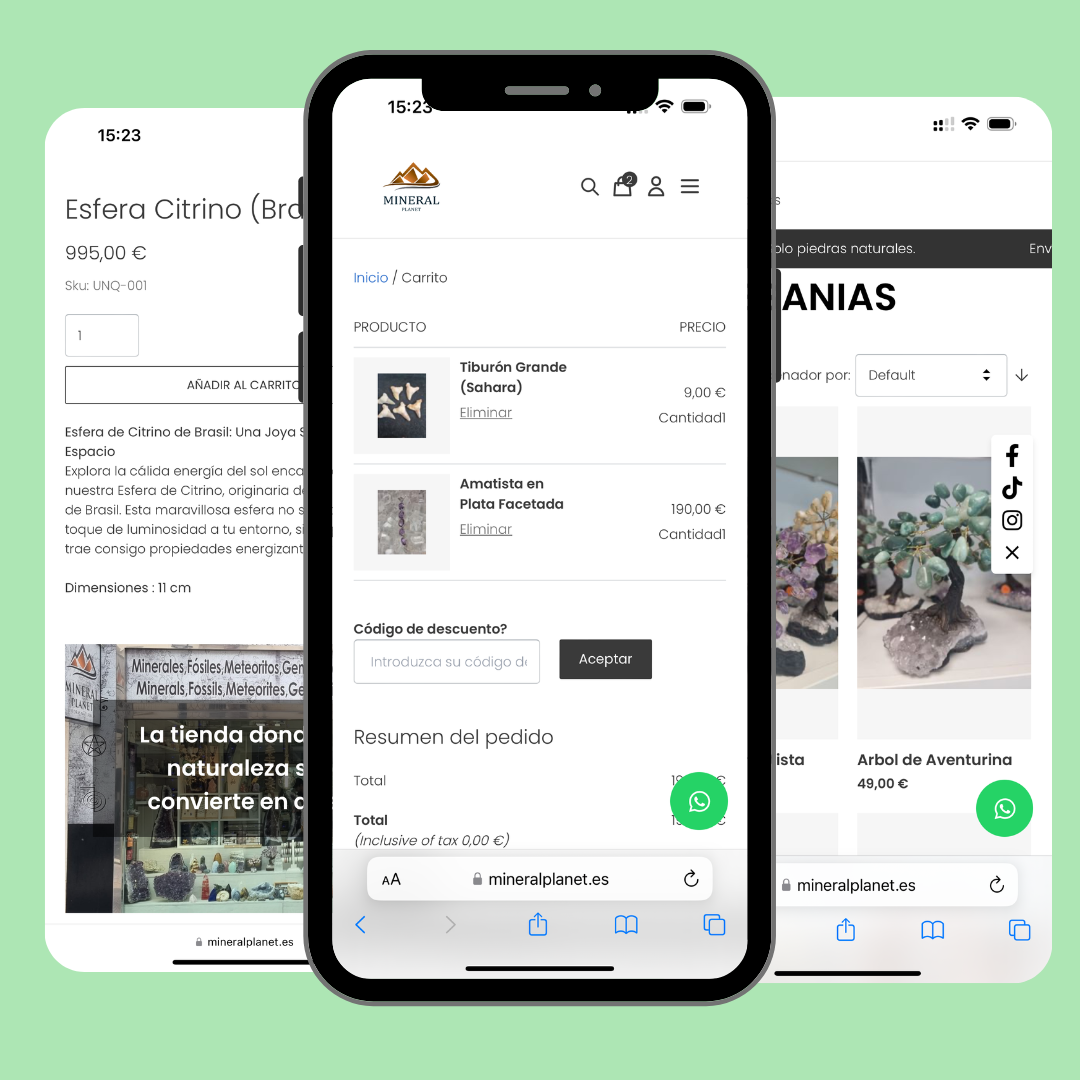 15:23
Esfera Citrino (Bra
995,00 €
Sku: UNQ-001
1
AÑADIR AL CARRITO
Esfera de Citrino de Brasil: Una Joya S
Espacio
Explora la cálida energía del sol enca
nuestra Esfera de Citrino, originaria de
de Brasil. Esta maravillosa esfera no s
toque de luminosidad a tu entorno, si
trae consigo propiedades energizant
Dimensiones : 11 cm
MINERAL
PLANET
Minerales,Fósiles,Meteoritos,Gem
Minerals,Fossils,Meteorites,Ge
La tienda dond
naturaleza s
convierte en a
mineralplanet.es
15:23
MINERAL
PLANET
2
Inicio / Carrito
PRODUCTO PRECIO
Tiburón Grande
(Sahara)
Eliminar
9,00 €
Cantidad1
Amatista en
Plata Facetada
Eliminar
190,00 €
Cantidad1
Código de descuento?
Introduzca su código de
Aceptar
Resumen del pedido
Total 19 €
Total 19 €
(Inclusive of tax 0,00 €)
AA mineralplanet.es
s
olo piedras naturales. Env
ANIAS
nador por: Default
ista
Arbol de Aventurina
49,00 €
mineralplanet.es